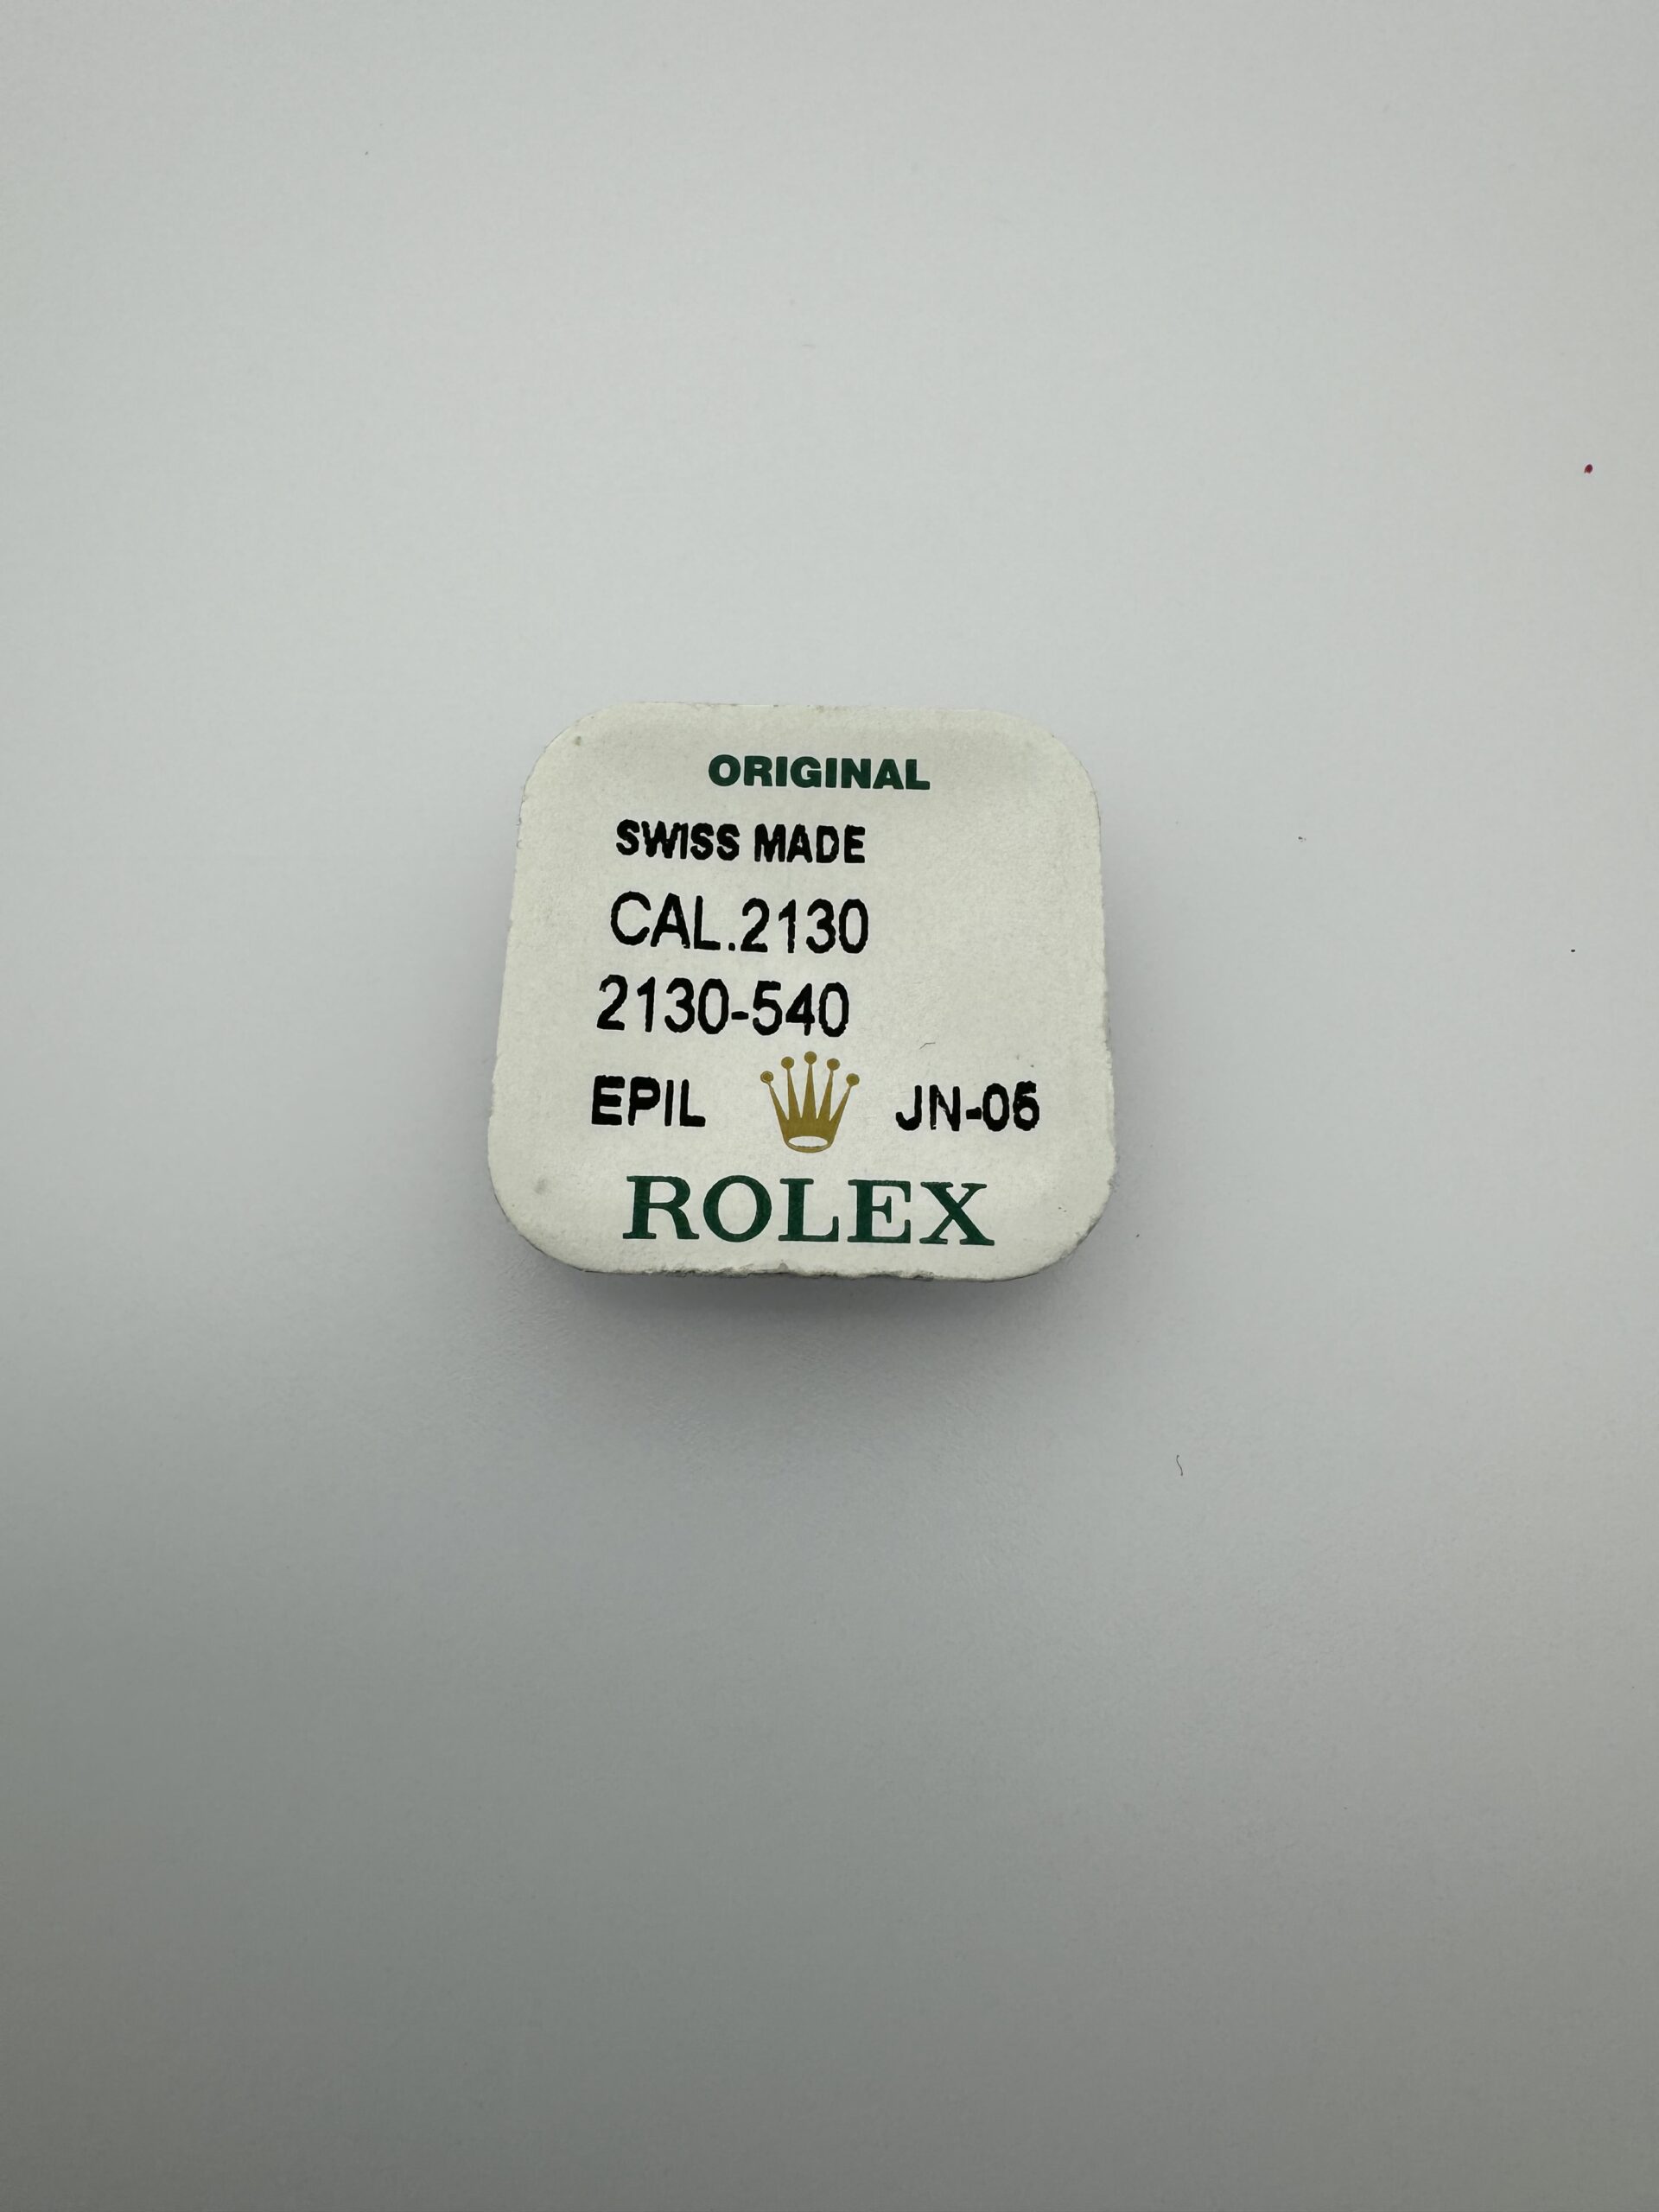 ORIGINAL
SWISS MADE
CAL.2130
2130-540
EPIL JN-06
ROLEX